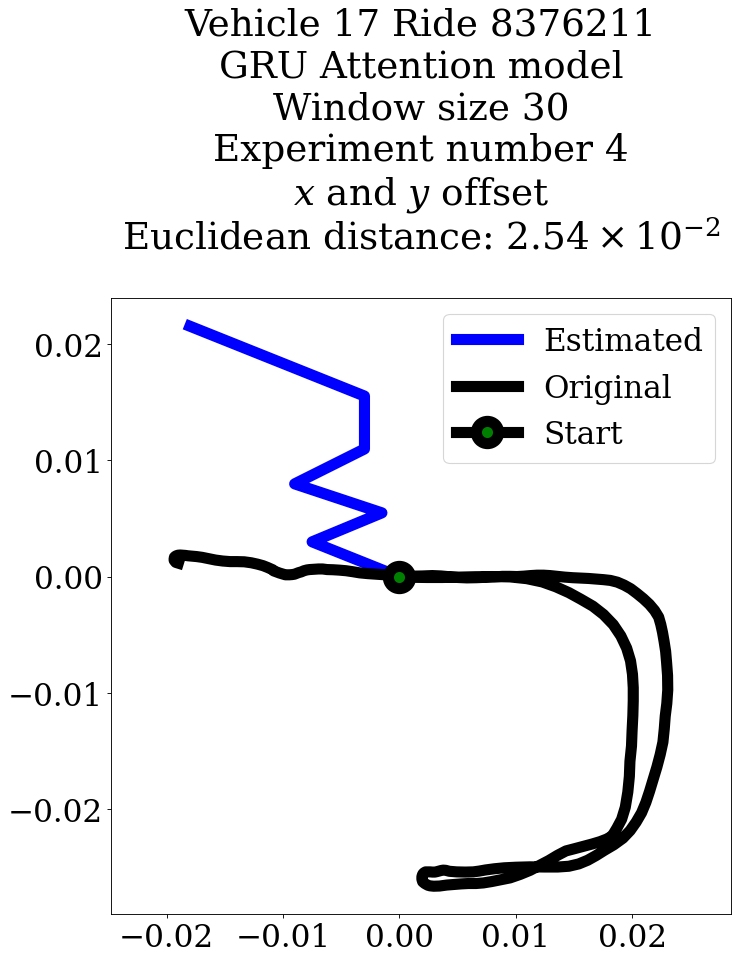 Vehicle 17 Ride 8376211
GRU Attention model
Window size 30
Experiment number 4
x and y offset
Euclidean distance: 2.54 × 10⁻²
Estimated
Original
Start
0.02
0.01
0.00
−0.01
−0.02
−0.02 −0.01 0.00 0.01 0.02